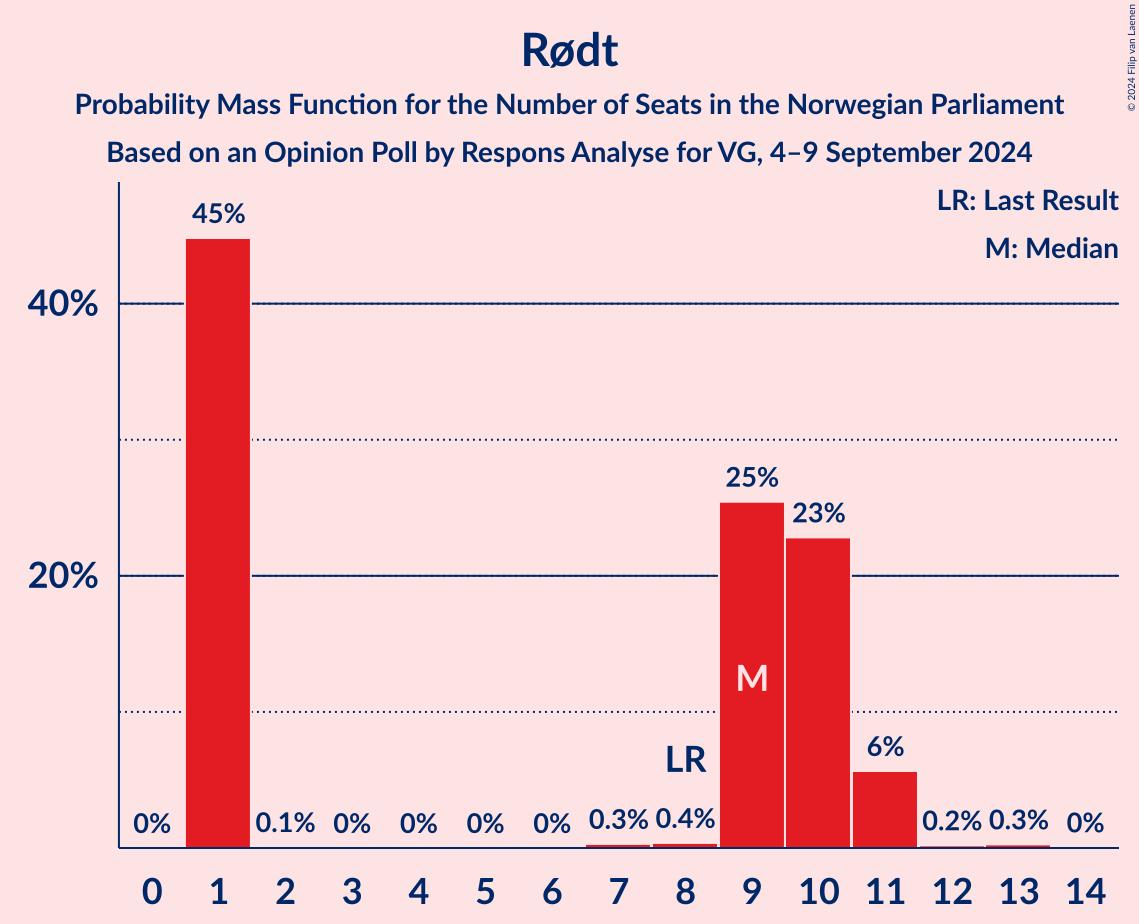 Rødt
Probability Mass Function for the Number of Seats in the Norwegian Parliament
Based on an Opinion Poll by Respons Analyse for VG, 4–9 September 2024
© 2024 Filip van Laenen
LR: Last Result
M: Median
45%
40%
25%
23%
20%
M
6%
LR
0%
0.1%
0%
0%
0%
0%
0.3%
0.4%
0.2%
0.3%
0%
0 1 2 3 4 5 6 7 8 9 10 11 12 13 14